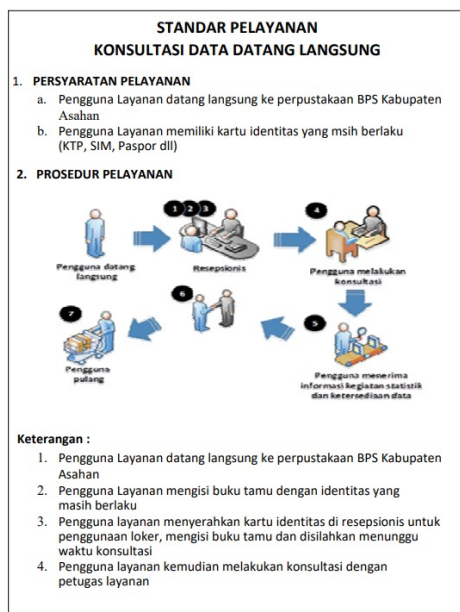 STANDAR PELAYANAN
KONSULTASI DATA DATANG LANGSUNG
1. PERSYARATAN PELAYANAN
a. Pengguna Layanan datang langsung ke perpustakaan BPS Kabupaten
Asahan
b. Pengguna Layanan memiliki kartu identitas yang msih berlaku
(KTP, SIM, Paspor dll)
2. PROSEDUR PELAYANAN
1 2 3
4
Pengguna datang
langsung
Resepsionis
Pengguna melakukan
konsultasi
7
6
5
Pengguna
pulang
Pengguna menerima
informasi kegiatan statistik
dan ketersediaan data
Keterangan :
1. Pengguna Layanan datang langsung ke perpustakaan BPS Kabupaten
Asahan
2. Pengguna Layanan mengisi buku tamu dengan identitas yang
masih berlaku
3. Pengguna layanan menyerahkan kartu identitas di resepsionis untuk
penggunaan loker, mengisi buku tamu dan disilahkan menunggu
waktu konsultasi
4. Pengguna layanan kemudian melakukan konsultasi dengan
petugas layanan